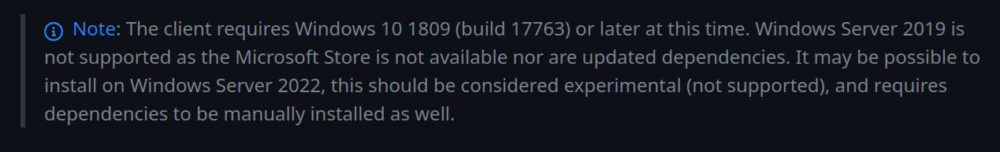 Note: The client requires Windows 10 1809 (build 17763) or later at this time. Windows Server 2019 is
not supported as the Microsoft Store is not available nor are updated dependencies. It may be possible to
install on Windows Server 2022, this should be considered experimental (not supported), and requires
dependencies to be manually installed as well.